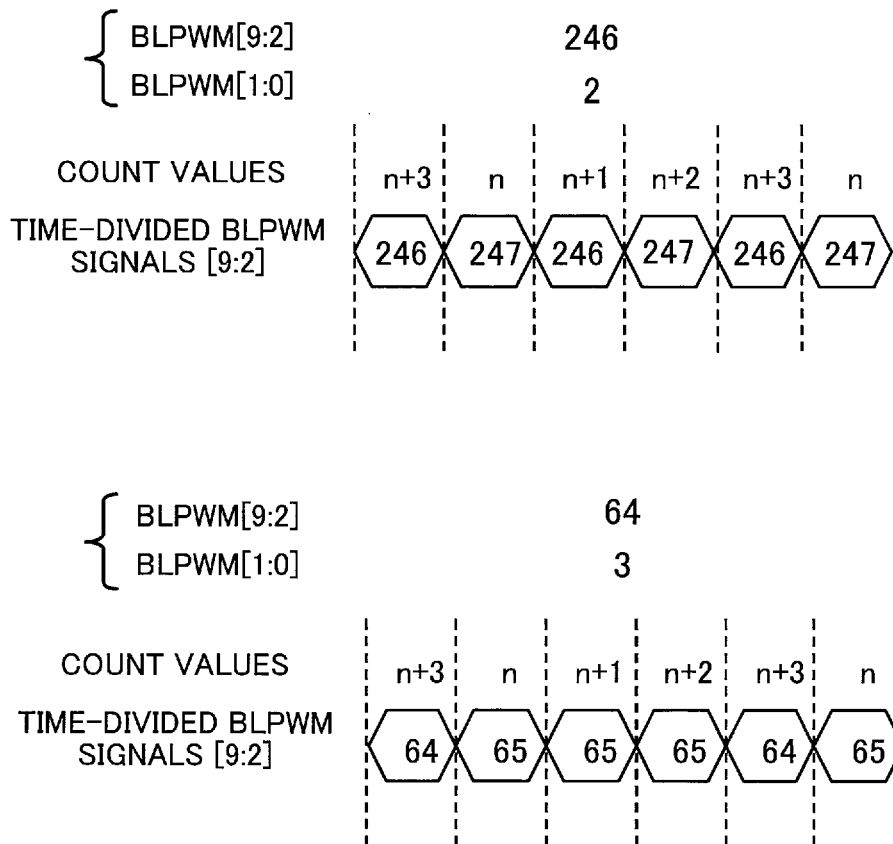 BLPWM[9:2] 246
BLPWM[1:0] 2
COUNT VALUES n+3 n n+1 n+2 n+3 n
TIME-DIVIDED BLPWM
SIGNALS [9:2] 246 247 246 247 246 247
BLPWM[9:2] 64
BLPWM[1:0] 3
COUNT VALUES n+3 n n+1 n+2 n+3 n
TIME-DIVIDED BLPWM
SIGNALS [9:2] 64 65 65 65 64 65